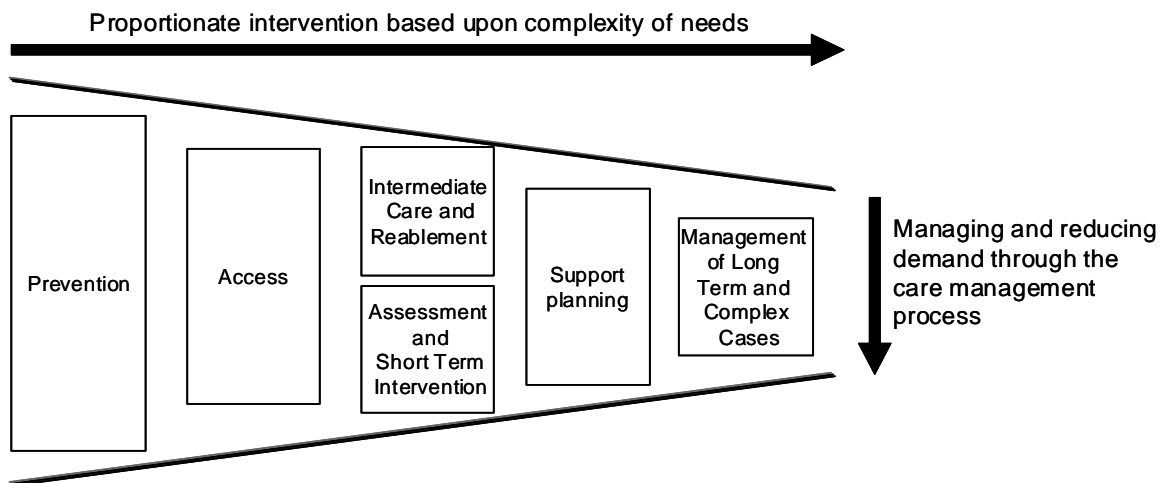 Proportionate intervention based upon complexity of needs
Prevention
Access
Intermediate
Care and
Reablement
Assessment
and
Short Term
Intervention
Support
planning
Management
of Long
Term and
Complex
Cases
Managing and reducing
demand through the
care management
process